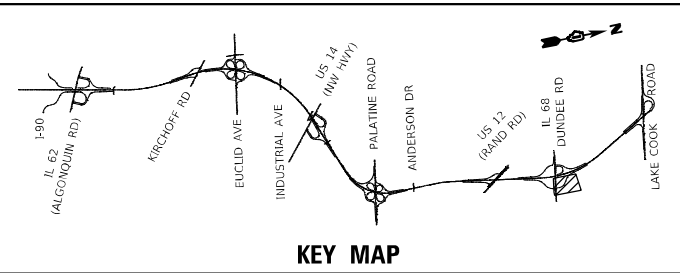 I-90
IL 62
(ALGONQUIN RD)
KIRCHOFF RD
EUCLID AVE
INDUSTRIAL AVE
US 14
(NW HWY)
PALATINE ROAD
ANDERSON DR
US 12
(RAND RD)
IL 68
DUNDEE RD
LAKE COOK ROAD
N
KEY MAP